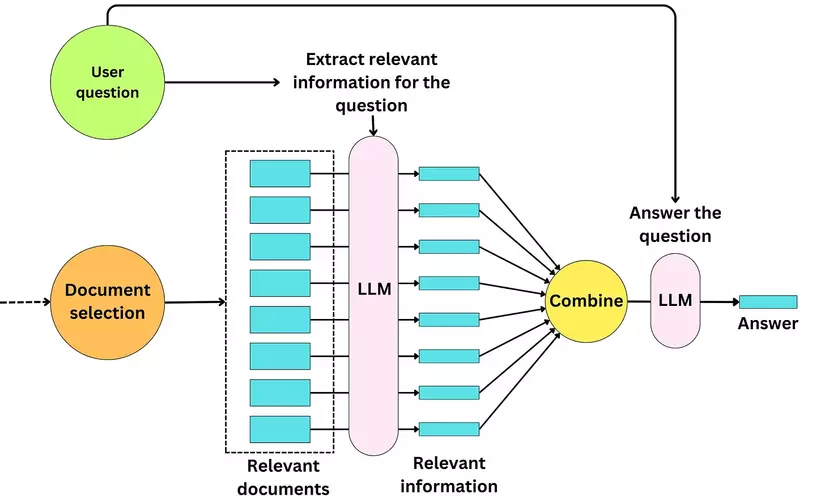 User
question
Extract relevant
information for the
question
Answer the
question
Document
selection
LLM
Combine
LLM
Answer
Relevant
documents
Relevant
information